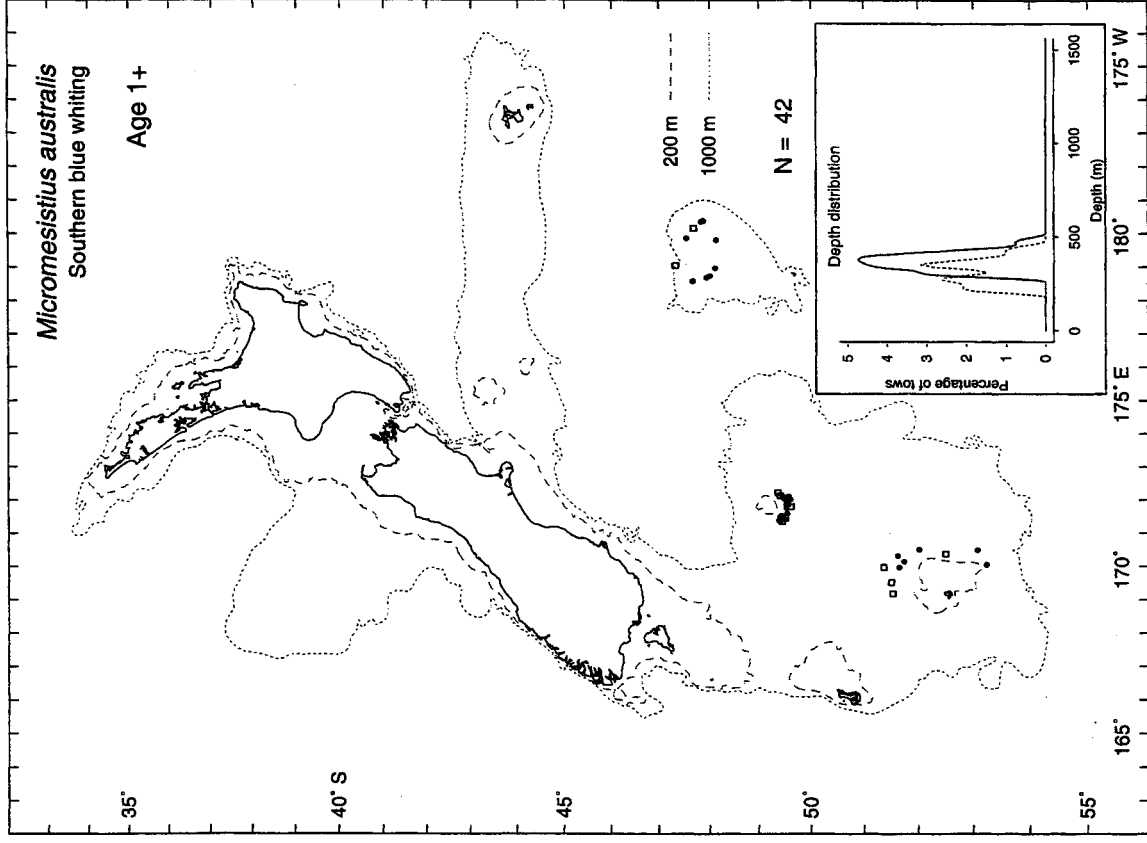 Micromesistius australis
Southern blue whiting
Age 1+
35°
40° S
45°
50°
55°
165°
170°
175° E
180°
175° W
200 m
1000 m
N = 42
Depth distribution
Percentage of tows
5
4
3
2
1
0
0
500
1000
1500
Depth (m)